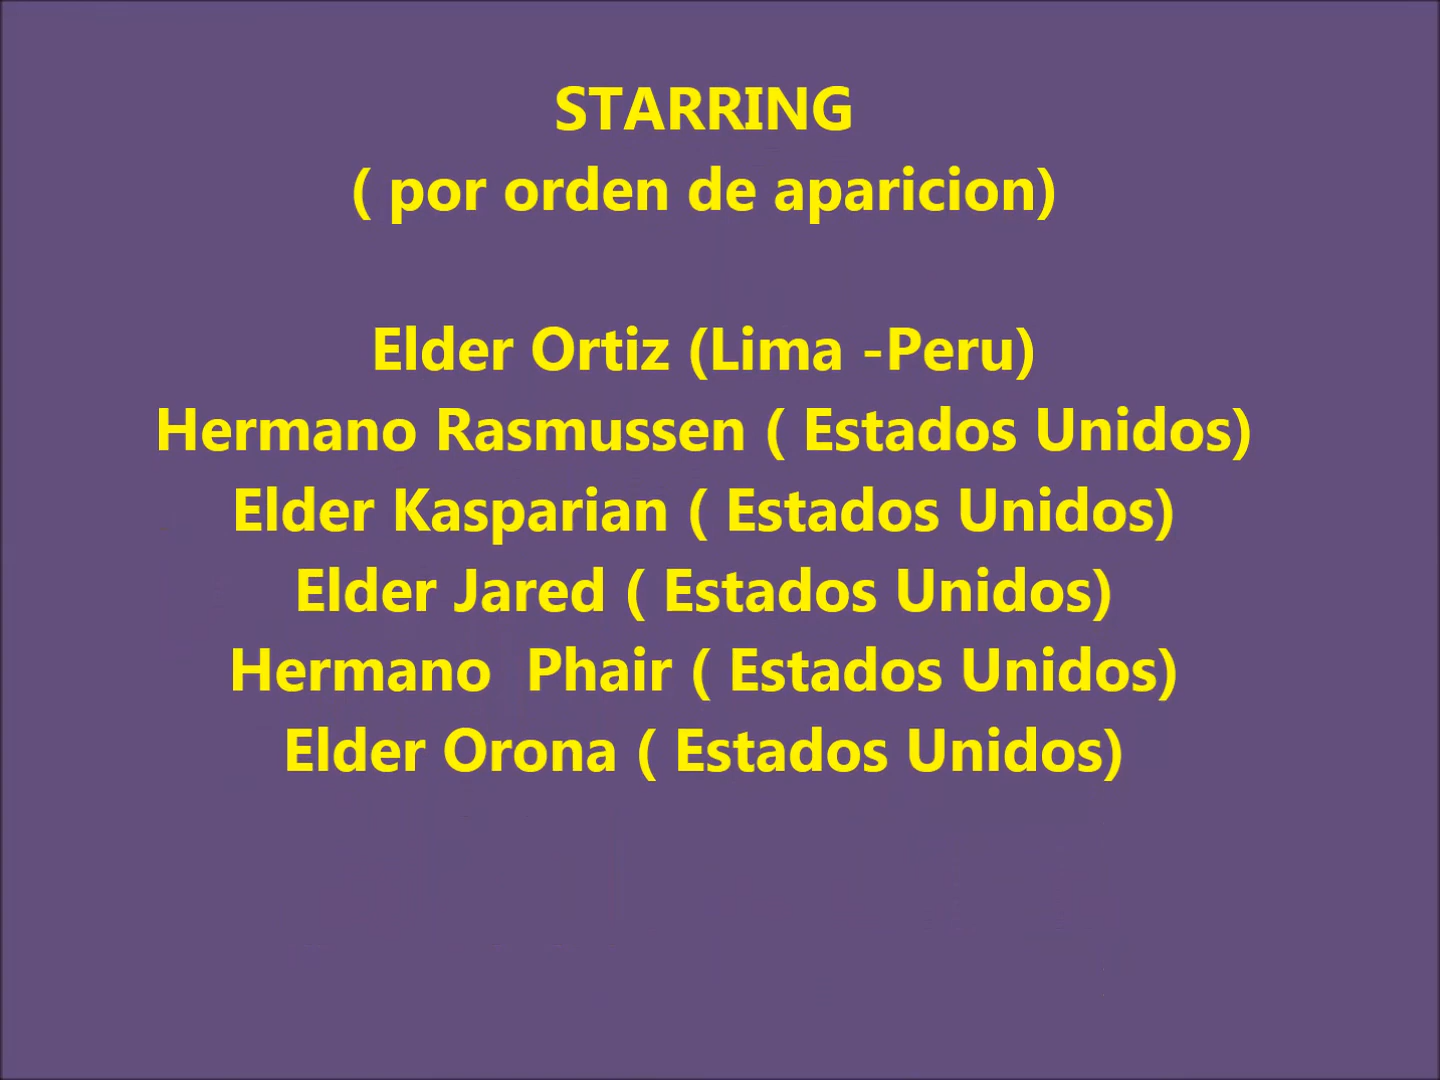 STARRING
( por orden de aparicion)
Elder Ortiz (Lima -Peru)
Hermano Rasmussen ( Estados Unidos)
Elder Kasparian ( Estados Unidos)
Elder Jared ( Estados Unidos)
Hermano  Phair ( Estados Unidos)
Elder Orona ( Estados Unidos)